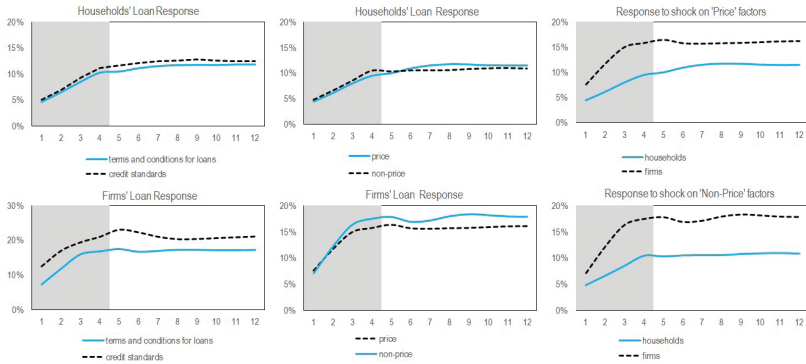 Households' Loan Response
20%
15%
10%
5%
0%
1 2 3 4 5 6 7 8 9 10 11 12
terms and conditions for loans
credit standards
Households' Loan Response
20%
15%
10%
5%
0%
1 2 3 4 5 6 7 8 9 10 11 12
price
non-price
Response to shock on 'Price' factors
20%
15%
10%
5%
0%
1 2 3 4 5 6 7 8 9 10 11 12
households
firms
Firms' Loan Response
30%
20%
10%
0%
1 2 3 4 5 6 7 8 9 10 11 12
terms and conditions for loans
credit standards
Firms' Loan Response
20%
15%
10%
5%
0%
1 2 3 4 5 6 7 8 9 10 11 12
price
non-price
Response to shock on 'Non-Price' factors
20%
15%
10%
5%
0%
1 2 3 4 5 6 7 8 9 10 11 12
households
firms